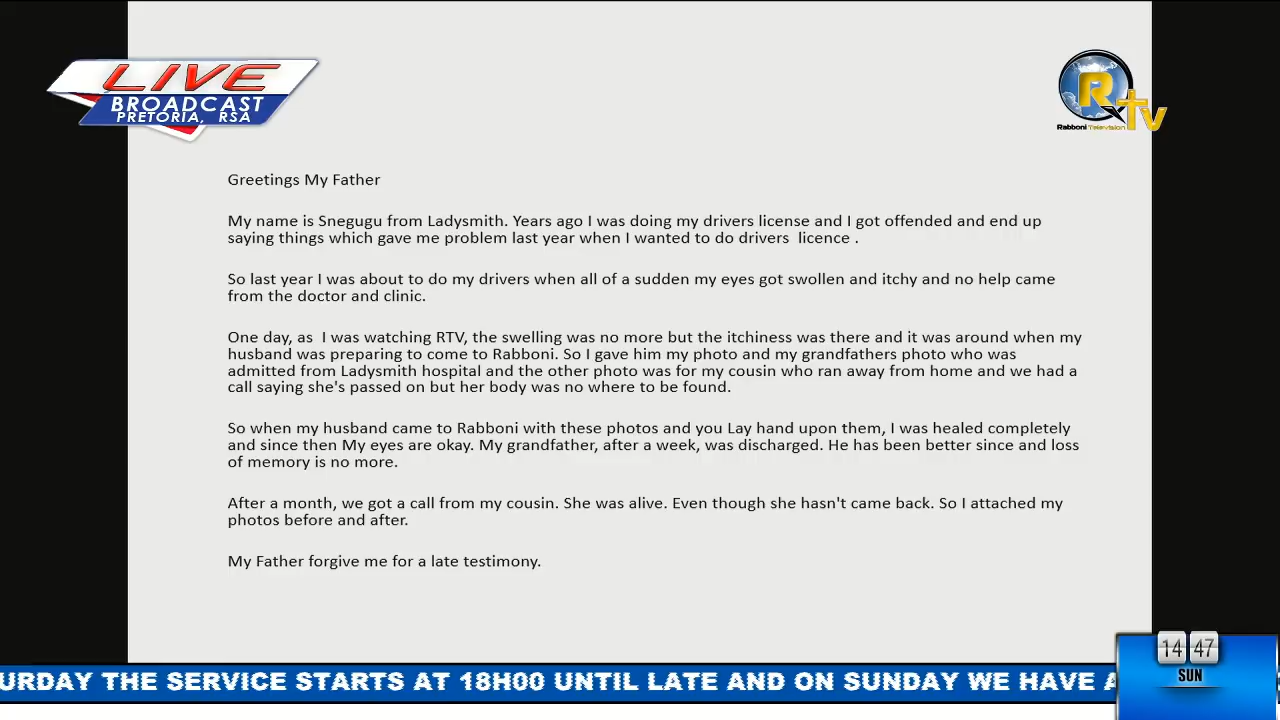 LIVE
BROADCAST
PRETORIA, RSA
R tv
Rabboni Television
Greetings My Father
My name is Snegugu from Ladysmith. Years ago I was doing my drivers license and I got offended and end up
saying things which gave me problem last year when I wanted to do drivers  licence .
So last year I was about to do my drivers when all of a sudden my eyes got swollen and itchy and no help came
from the doctor and clinic.
One day, as  I was watching RTV, the swelling was no more but the itchiness was there and it was around when my
husband was preparing to come to Rabboni. So I gave him my photo and my grandfathers photo who was
admitted from Ladysmith hospital and the other photo was for my cousin who ran away from home and we had a
call saying she's passed on but her body was no where to be found.
So when my husband came to Rabboni with these photos and you Lay hand upon them, I was healed completely
and since then My eyes are okay. My grandfather, after a week, was discharged. He has been better since and loss
of memory is no more.
After a month, we got a call from my cousin. She was alive. Even though she hasn't came back. So I attached my
photos before and after.
My Father forgive me for a late testimony.
14 47
SUN
URDAY THE SERVICE STARTS AT 18H00 UNTIL LATE AND ON SUNDAY WE HAVE A